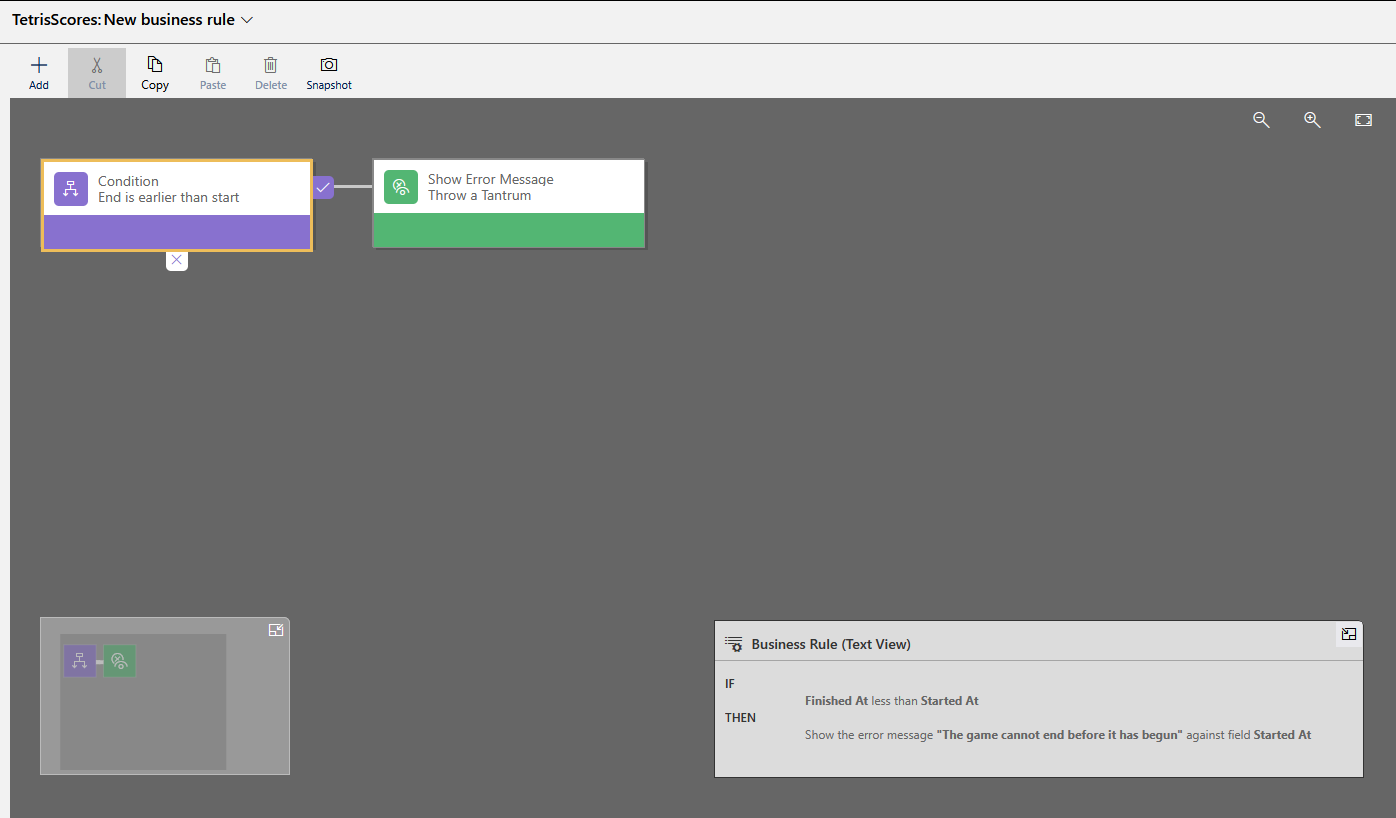 TetrisScores: New business rule
Add
Cut
Copy
Paste
Delete
Snapshot
Condition
End is earlier than start
Show Error Message
Throw a Tantrum
Business Rule (Text View)
IF
Finished At less than Started At
THEN
Show the error message "The game cannot end before it has begun" against field Started At